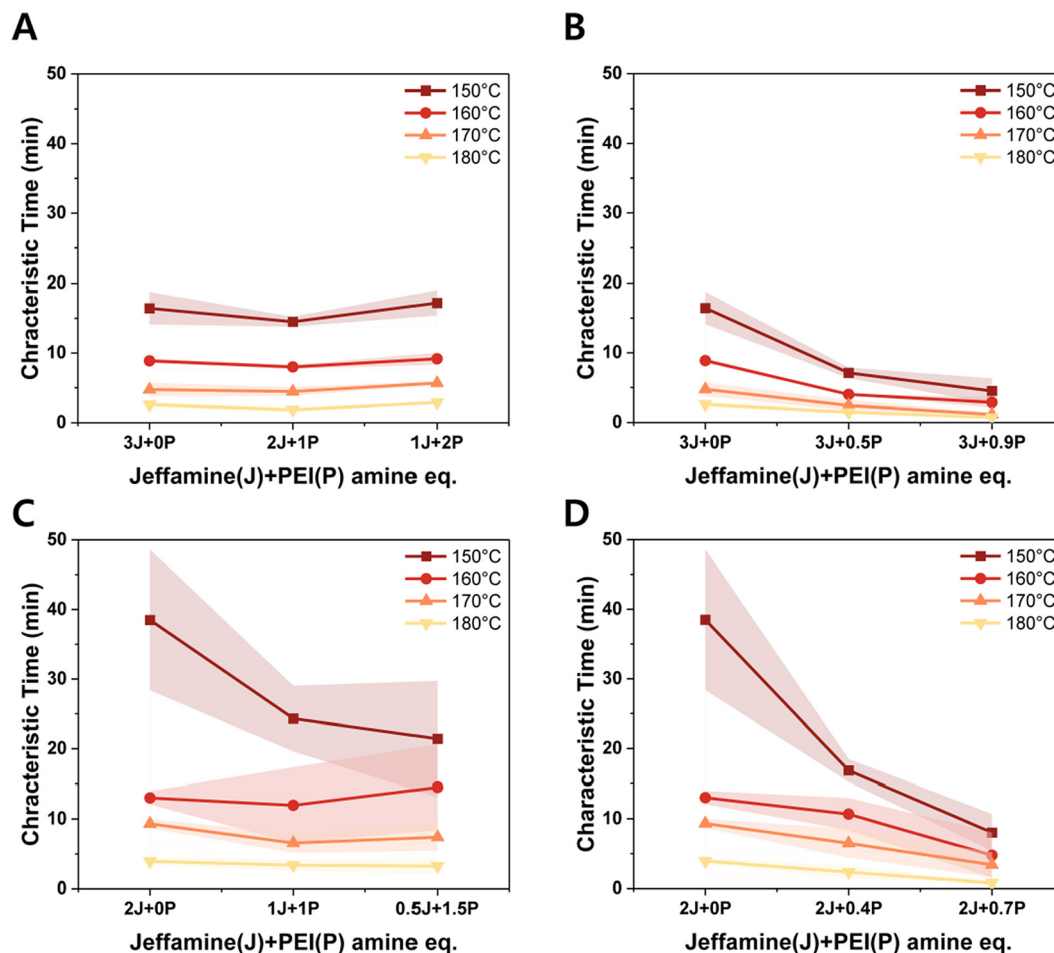 A
50
40
30
20
10
0
Chracteristic Time (min)
150°C
160°C
170°C
180°C
3J+0P 2J+1P 1J+2P
Jeffamine(J)+PEI(P) amine eq.
B
50
40
30
20
10
0
Chracteristic Time (min)
150°C
160°C
170°C
180°C
3J+0P 3J+0.5P 3J+0.9P
Jeffamine(J)+PEI(P) amine eq.
C
50
40
30
20
10
0
Chracteristic Time (min)
150°C
160°C
170°C
180°C
2J+0P 1J+1P 0.5J+1.5P
Jeffamine(J)+PEI(P) amine eq.
D
50
40
30
20
10
0
Characteristic Time (min)
150°C
160°C
170°C
180°C
2J+0P 2J+0.4P 2J+0.7P
Jeffamine(J)+PEI(P) amine eq.